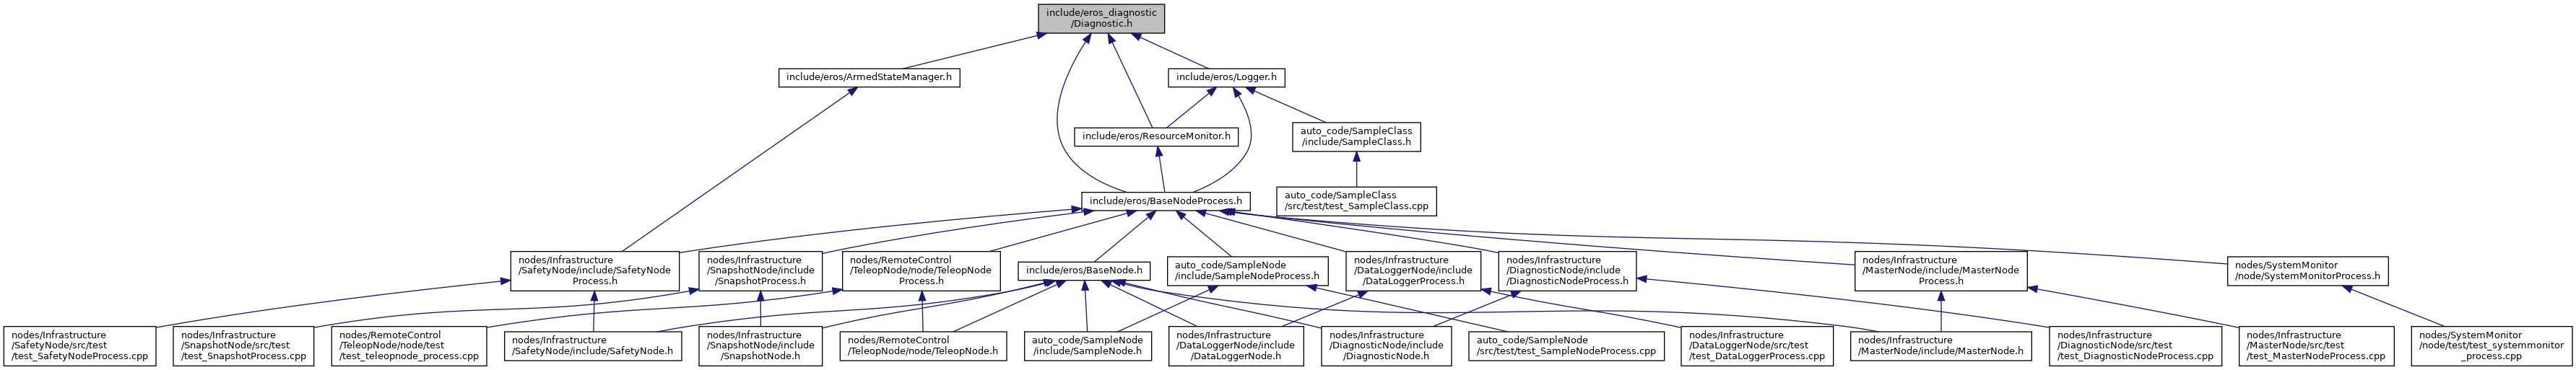 include/eros_diagnostic
/Diagnostic.h
include/eros/ArmedStateManager.h
include/eros/Logger.h
include/eros/ResourceMonitor.h
auto_code/SampleClass
/include/SampleClass.h
include/eros/BaseNodeProcess.h
auto_code/SampleClass
/src/test/test_SampleClass.cpp
nodes/Infrastructure
/SafetyNode/include/SafetyNode
Process.h
nodes/Infrastructure
/SnapshotNode/include
/SnapshotProcess.h
nodes/RemoteControl
/TeleopNode/node/TeleopNode
Process.h
include/eros/BaseNode.h
auto_code/SampleNode
/include/SampleNodeProcess.h
nodes/Infrastructure
/DataLoggerNode/include
/DataLoggerProcess.h
nodes/Infrastructure
/DiagnosticNode/include
/DiagnosticNodeProcess.h
nodes/Infrastructure
/MasterNode/include/MasterNode
Process.h
nodes/SystemMonitor
/node/SystemMonitorProcess.h
nodes/Infrastructure
/SafetyNode/src/test
/test_SafetyNodeProcess.cpp
nodes/Infrastructure
/SnapshotNode/src/test
/test_SnapshotProcess.cpp
nodes/RemoteControl
/TeleopNode/node/test
/test_teleopnode_process.cpp
nodes/Infrastructure
/SafetyNode/include/SafetyNode.h
nodes/Infrastructure
/SnapshotNode/include
/SnapshotNode.h
nodes/RemoteControl
/TeleopNode/node/TeleopNode.h
auto_code/SampleNode
/include/SampleNode.h
nodes/Infrastructure
/DataLoggerNode/include
/DataLoggerNode.h
nodes/Infrastructure
/DiagnosticNode/include
/DiagnosticNode.h
auto_code/SampleNode
/src/test/test_SampleNodeProcess.cpp
nodes/Infrastructure
/DataLoggerNode/src/test
/test_DataLoggerProcess.cpp
nodes/Infrastructure
/MasterNode/include/MasterNode.h
nodes/Infrastructure
/DiagnosticNode/src/test
/test_DiagnosticNodeProcess.cpp
nodes/Infrastructure
/MasterNode/src/test
/test_MasterNodeProcess.cpp
nodes/SystemMonitor
/node/test/test_systemmonitor
_process.cpp